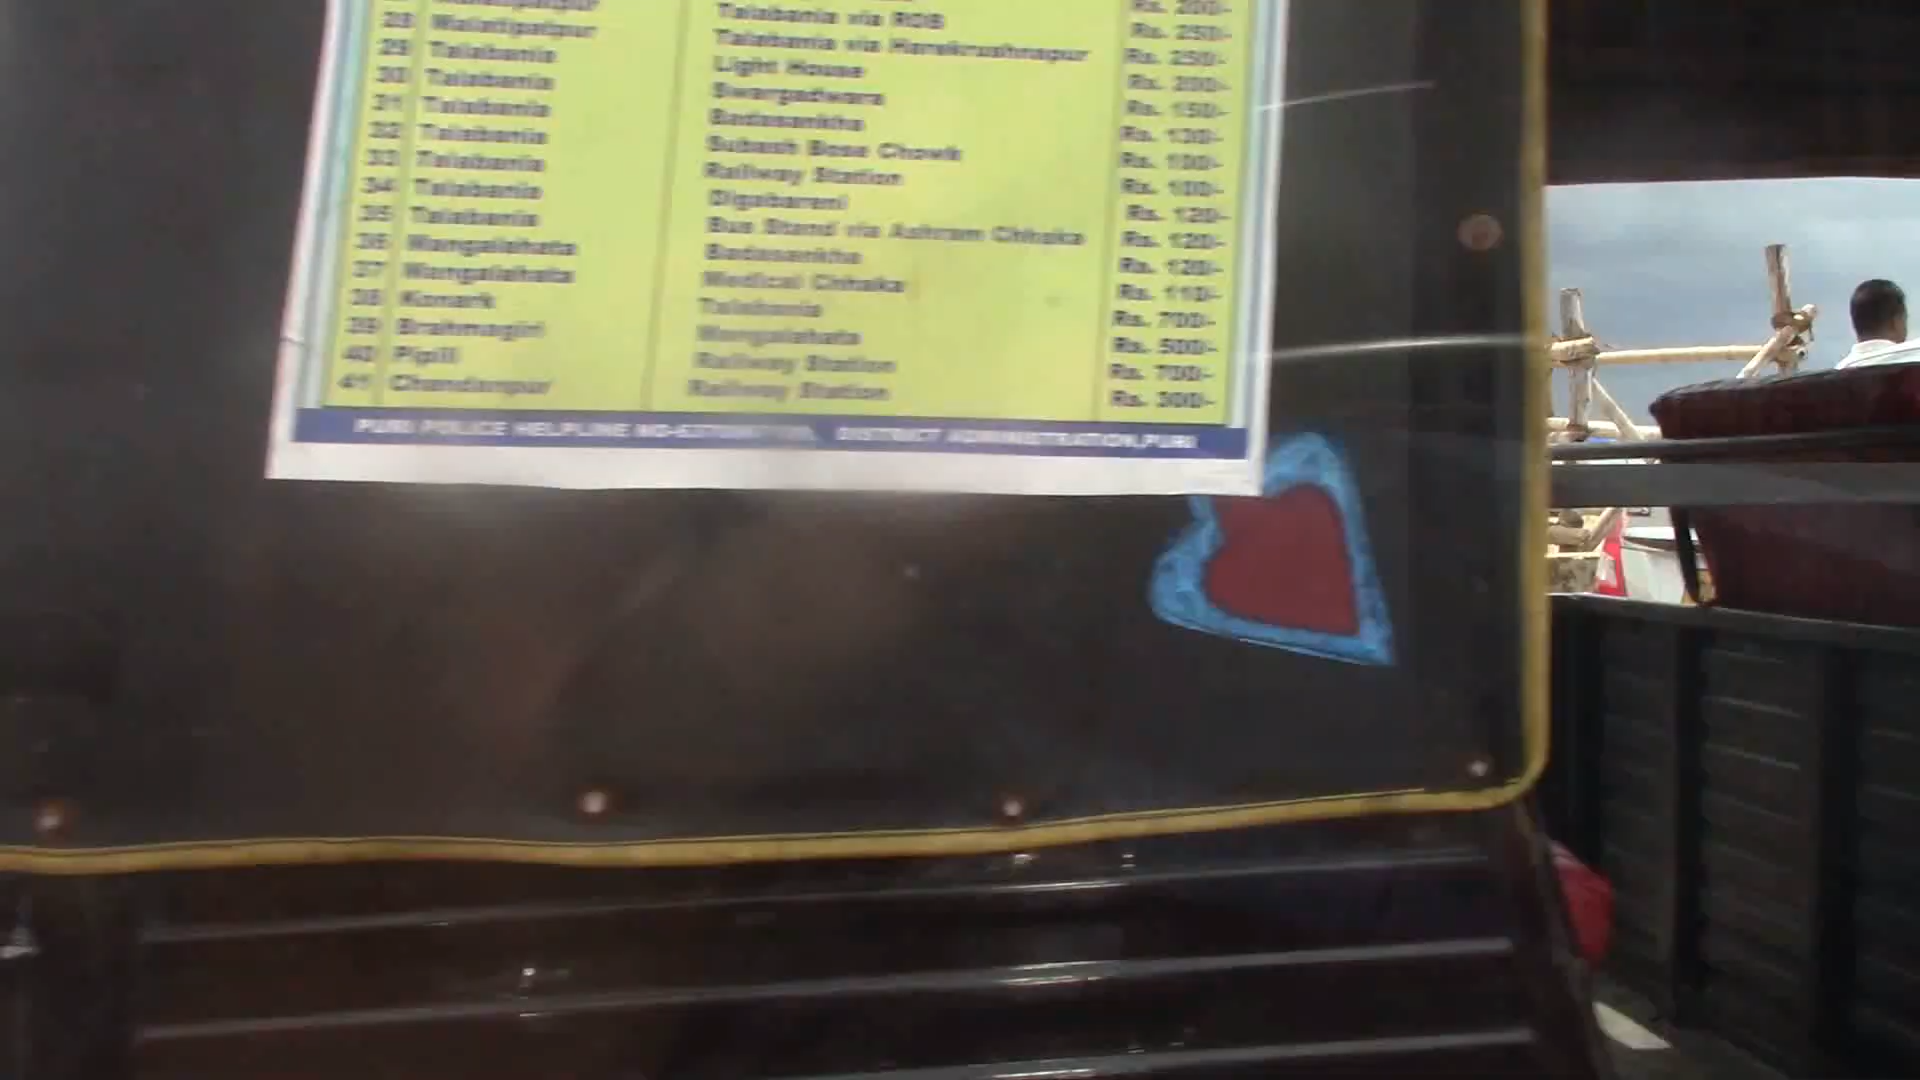 Rs. 200-
Malatipatpur Talabania via ROB Rs. 250-
28 Malatipatpur Talabania via Harekrushnapur Rs. 250-
29 Talabania Light House Rs. 200-
30 Talabania Swargadwara Rs. 150-
31 Talabania Badasankha Rs. 130-
32 Talabania Subash Bose Chowk Rs. 100-
33 Talabania Railway Station Rs. 100-
34 Talabania Digabareni Rs. 120-
35 Talabania Bus Stand via Ashram Chhaka Rs. 120-
36 Mangalahata Badasankha Rs. 120-
37 Mangalahata Medical Chhaka Rs. 110-
38 Konark Talabania Rs. 700-
39 Brahmagiri Mangalahata Rs. 500-
40 Pipili Railway Station Rs. 700-
41 Chandanpur Railway Station Rs. 300-
PURI POLICE HELPLINE NO- DISTRICT ADMINISTRATION,PURI